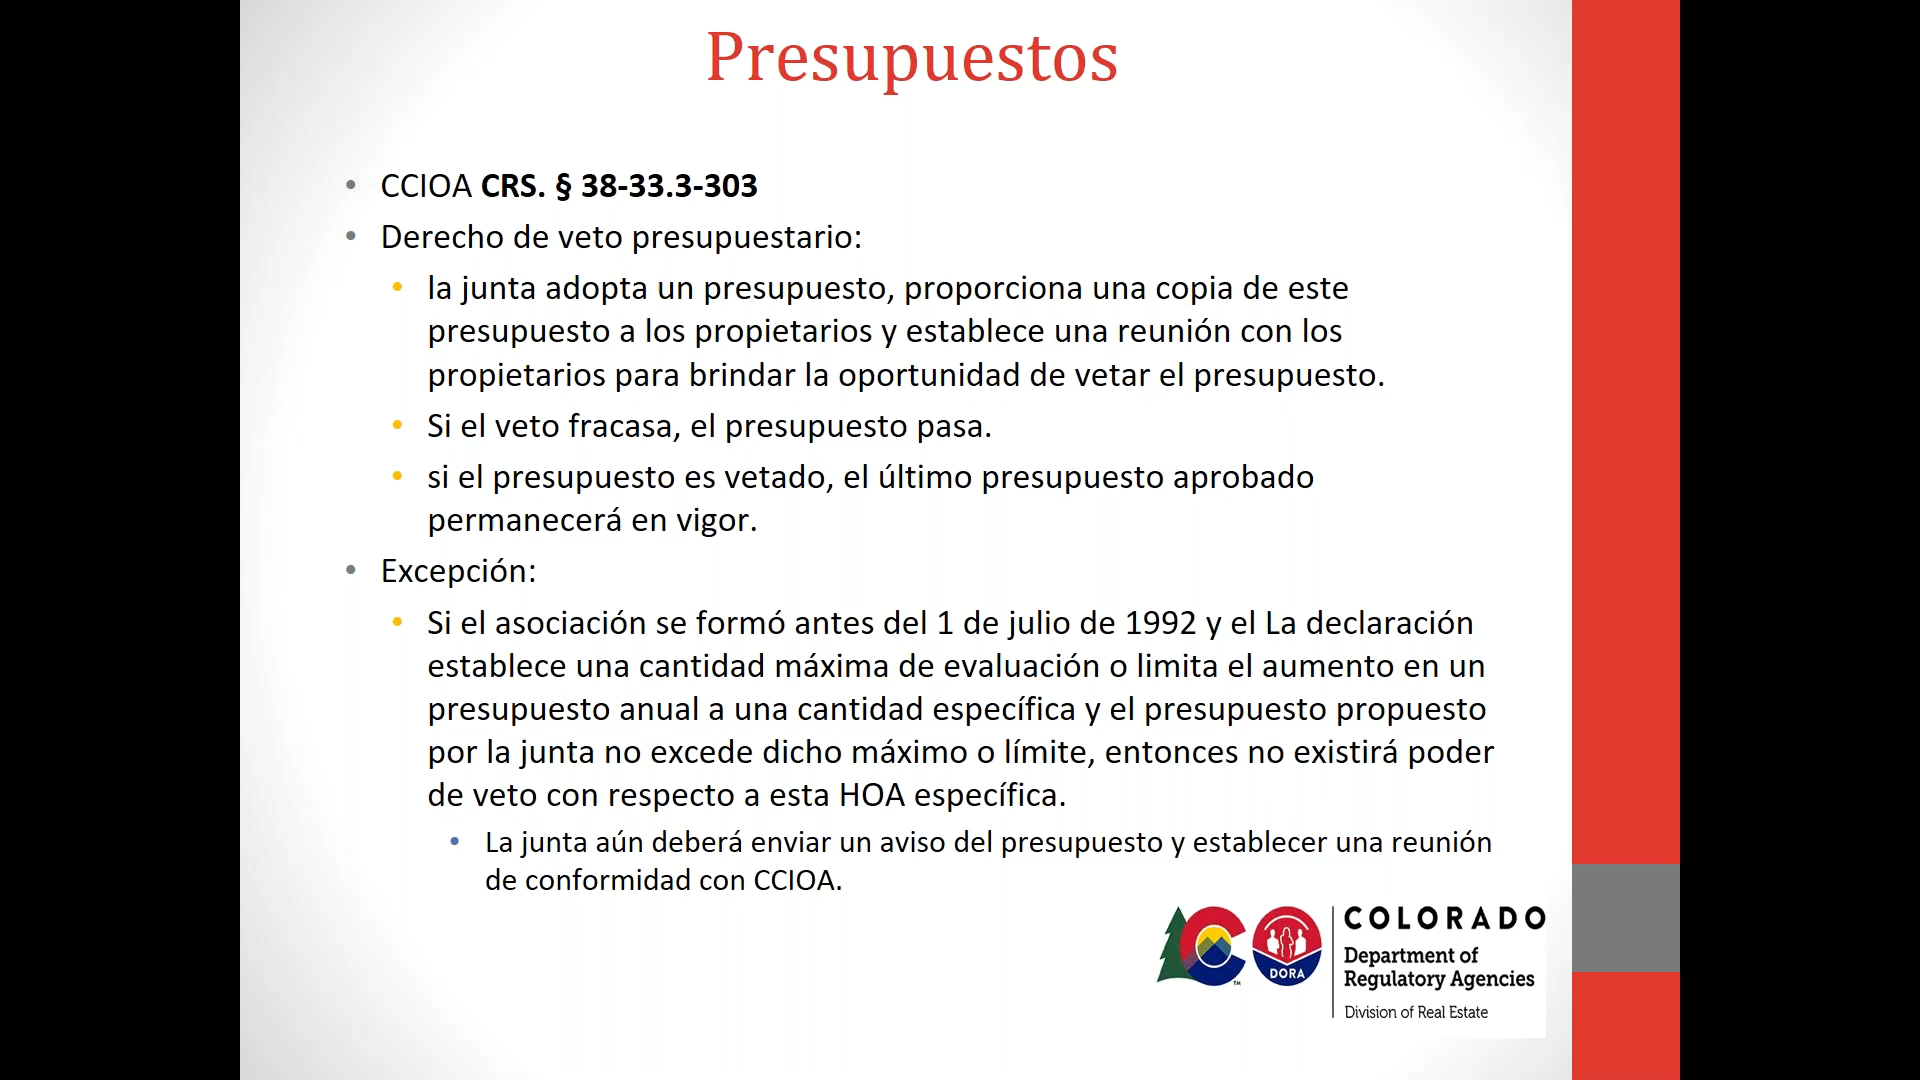 Presupuestos
• CCIOA CRS. § 38-33.3-303
• Derecho de veto presupuestario:
• la junta adopta un presupuesto, proporciona una copia de este
presupuesto a los propietarios y establece una reunión con los
propietarios para brindar la oportunidad de vetar el presupuesto.
• Si el veto fracasa, el presupuesto pasa.
• si el presupuesto es vetado, el último presupuesto aprobado
permanecerá en vigor.
• Excepción:
• Si el asociación se formó antes del 1 de julio de 1992 y el La declaración
establece una cantidad máxima de evaluación o limita el aumento en un
presupuesto anual a una cantidad específica y el presupuesto propuesto
por la junta no excede dicho máximo o límite, entonces no existirá poder
de veto con respecto a esta HOA específica.
• La junta aún deberá enviar un aviso del presupuesto y establecer una reunión
de conformidad con CCIOA.
DORA
TM
COLORADO
Department of
Regulatory Agencies
Division of Real Estate